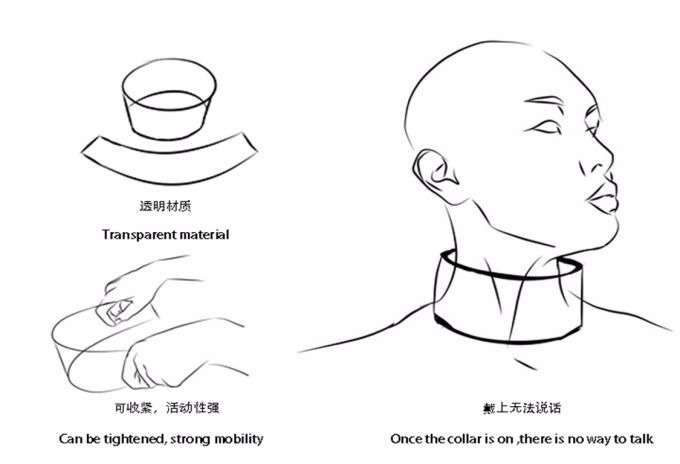 透明材质
Transparent material
可收紧，活动性强
Can be tightened, strong mobility
戴上无法说话
Once the collar is on ,there is no way to talk